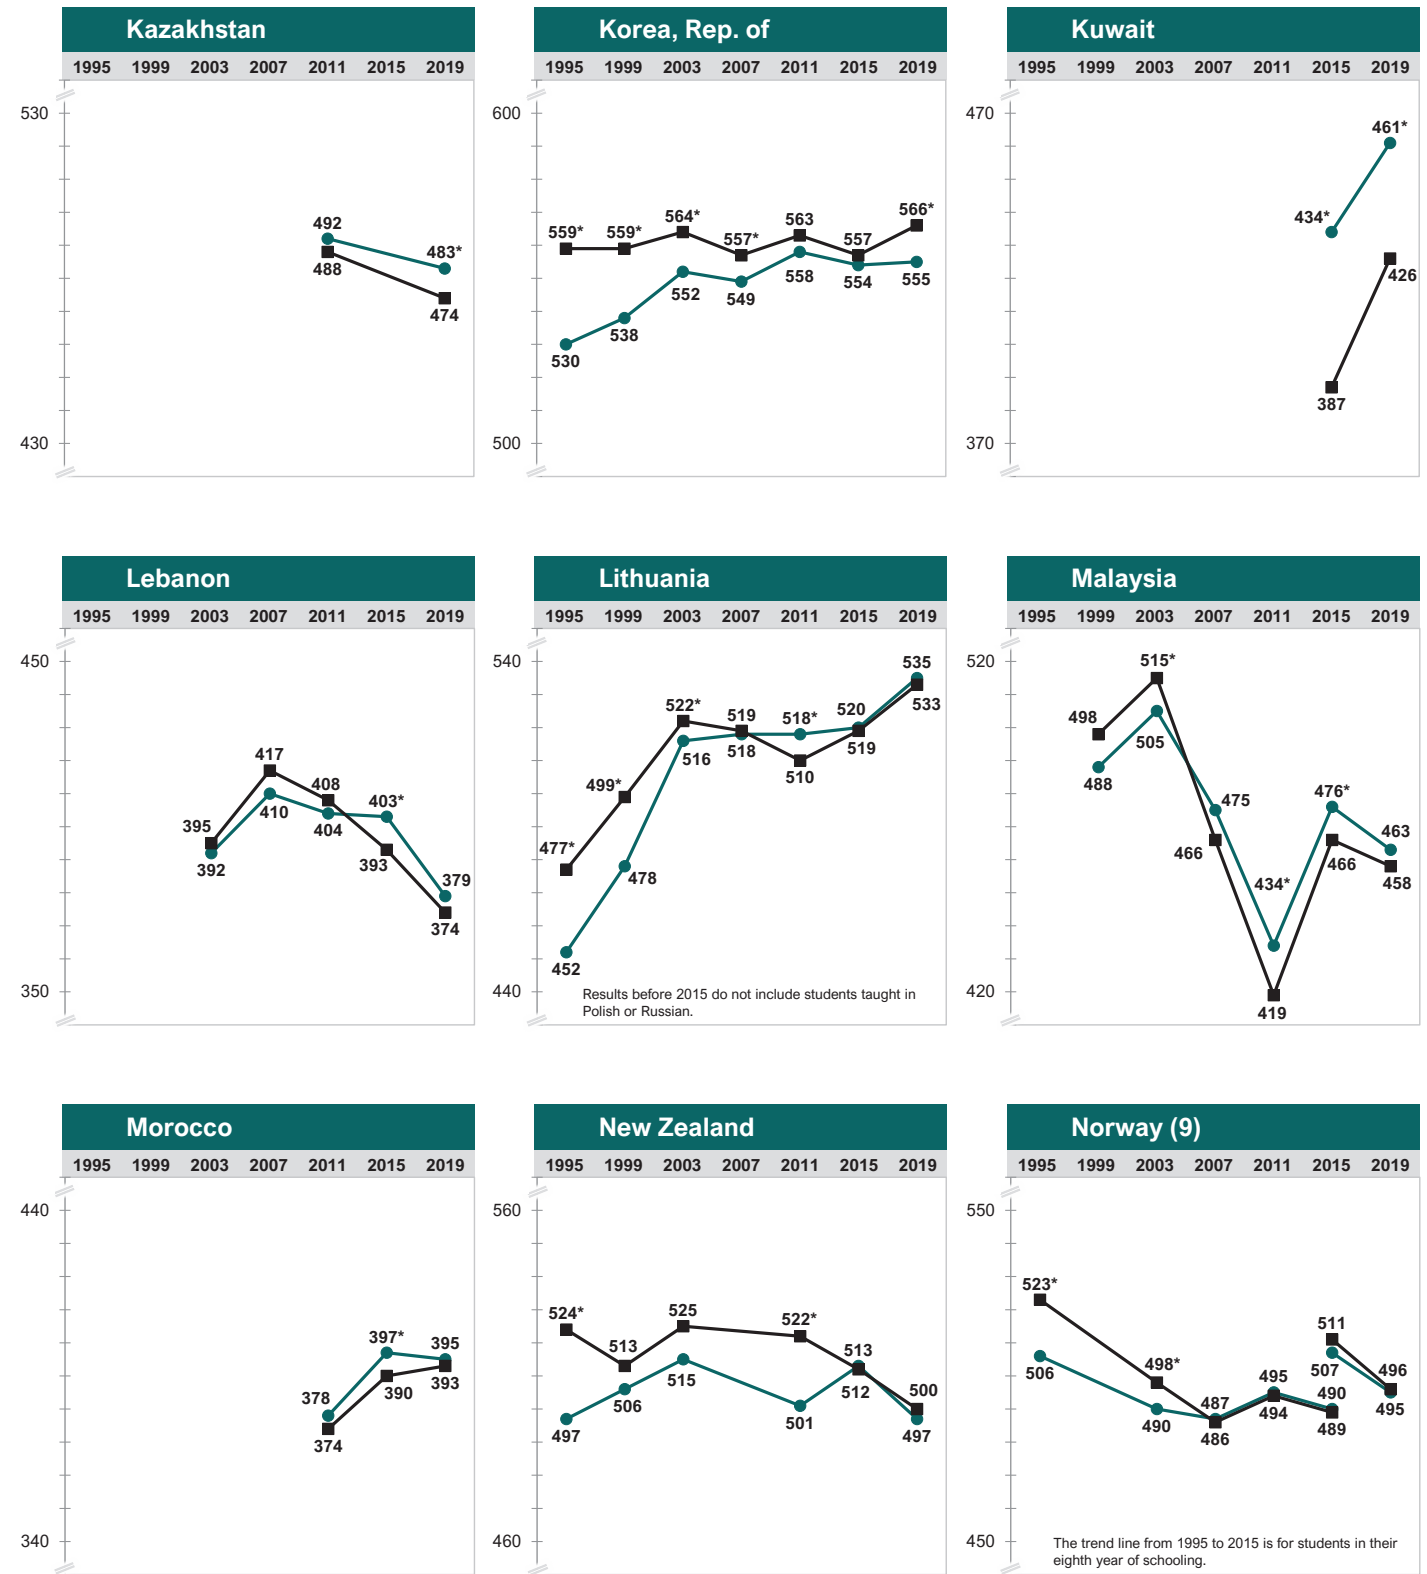 Kazakhstan
1995 1999 2003 2007 2011 2015 2019
530
430
492
488
483*
474
Korea, Rep. of
1995 1999 2003 2007 2011 2015 2019
600
500
559* 559* 564* 557* 563 557 566*
530 538 552 549 558 554 555
Kuwait
1995 1999 2003 2007 2011 2015 2019
470
370
461*
434*
426
387
Lebanon
1995 1999 2003 2007 2011 2015 2019
450
350
395 417 408 403* 379
392 410 404 393 374
Lithuania
1995 1999 2003 2007 2011 2015 2019
540
440
477* 499* 522* 519 518* 520 535
452 478 516 518 510 519 533
Results before 2015 do not include students taught in
Polish or Russian.
Malaysia
1995 1999 2003 2007 2011 2015 2019
520
420
498 515* 475 434* 476* 463
488 505 466 419 466 458
Morocco
1995 1999 2003 2007 2011 2015 2019
440
340
378 397* 395
374 390 393
New Zealand
1995 1999 2003 2007 2011 2015 2019
560
460
524* 513 525 522* 513 500
497 506 515 501 512 497
Norway (9)
1995 1999 2003 2007 2011 2015 2019
550
450
523* 498* 487 495 490
506 490 486 494 489
511 496
507 495
The trend line from 1995 to 2015 is for students in their
eighth year of schooling.